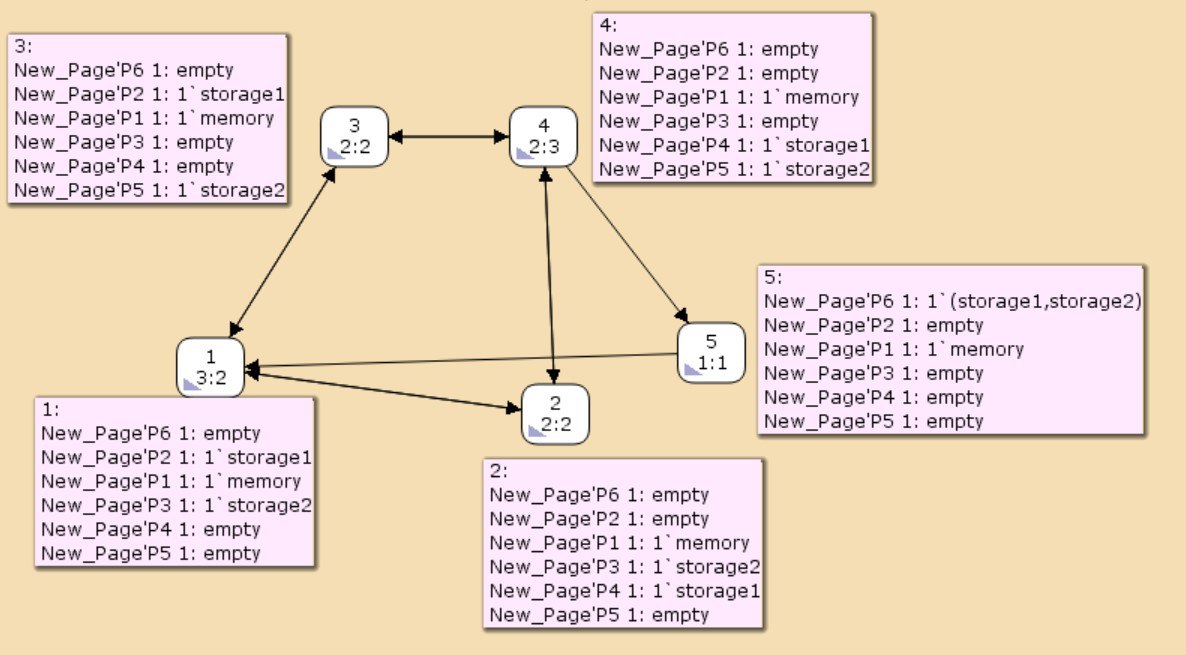 3:
New_Page'P6 1: empty
New_Page'P2 1: 1`storage1
New_Page'P1 1: 1`memory
New_Page'P3 1: empty
New_Page'P4 1: empty
New_Page'P5 1: 1`storage2
4:
New_Page'P6 1: empty
New_Page'P2 1: empty
New_Page'P1 1: 1`memory
New_Page'P3 1: empty
New_Page'P4 1: 1`storage1
New_Page'P5 1: 1`storage2
3
2:2
4
2:3
5:
New_Page'P6 1: 1`(storage1,storage2)
New_Page'P2 1: empty
New_Page'P1 1: 1`memory
New_Page'P3 1: empty
New_Page'P4 1: empty
New_Page'P5 1: empty
5
1:1
1
3:2
2
2:2
1:
New_Page'P6 1: empty
New_Page'P2 1: 1`storage1
New_Page'P1 1: 1`memory
New_Page'P3 1: 1`storage2
New_Page'P4 1: empty
New_Page'P5 1: empty
2:
New_Page'P6 1: empty
New_Page'P2 1: empty
New_Page'P1 1: 1`memory
New_Page'P3 1: 1`storage2
New_Page'P4 1: 1`storage1
New_Page'P5 1: empty